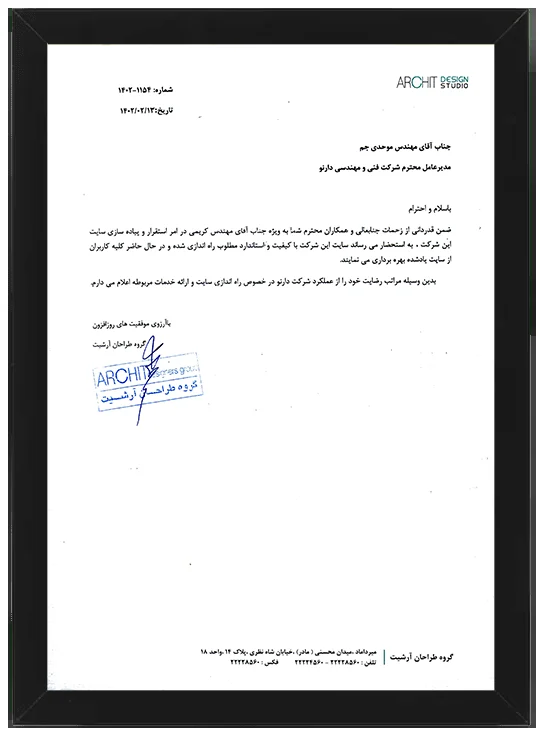 ARCHIT DESIGN STUDIO
شماره: ۱۱۵۴-۱۴۰۲
تاریخ:۱۴۰۲/۰۲/۱۳
جناب آقای مهندس موحدی جم
مدیرعامل محترم شرکت فنی و مهندسی دارنو
باسلام و احترام
ضمن قدردانی از زحمات جنابعالی و همکاران محترم شما به ویژه جناب آقای مهندس کریمی در امر استقرار و پیاده سازی سایت
این شرکت ، به استحضار می رساند سایت این شرکت با کیفیت و استاندارد مطلوب راه اندازی شده و در حال حاضر کلیه کاربران
از سایت یادشده بهره برداری می نمایند.
بدین وسیله مراتب رضایت خود را از عملکرد شرکت دارنو در خصوص راه اندازی سایت و ارائه خدمات مربوطه اعلام می دارم.
باآرزوی موفقیت های روزافزون
گروه طراحان آرشیت
ARCHIT designers group
گروه طراحان آرشیت
گروه طراحان آرشیت
میرداماد ،میدان محسنی ( مادر) ،خیابان شاه نظری ،پلاک ۱۴ ،واحد ۱۸
تلفن : ۲۲۲۲۸۵۶۰ - ۲۲۲۲۴۵۶۰ فکس : ۲۲۲۲۸۵۶۰